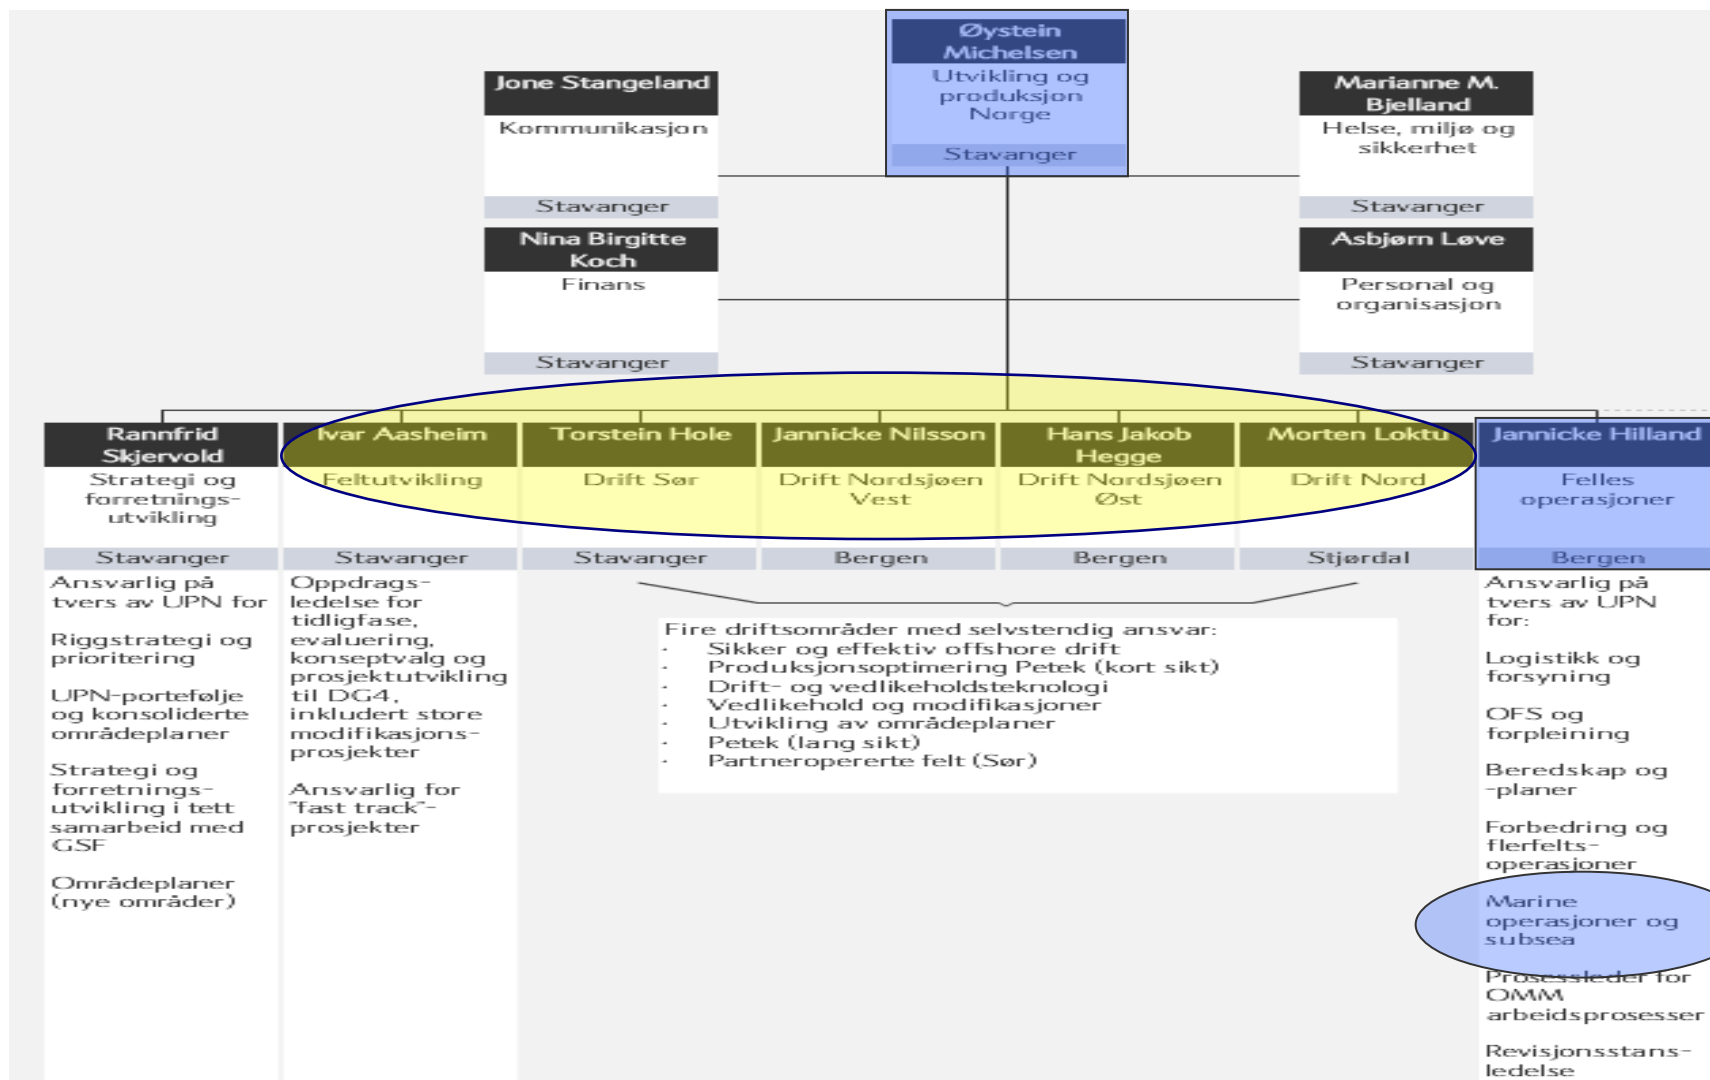 Øystein
Michelsen
Utvikling og
produksjon
Norge
Stavanger
Jone Stangeland
Kommunikasjon
Stavanger
Marianne M.
Bjelland
Helse, miljø og
sikkerhet
Stavanger
Nina Birgitte
Koch
Finans
Stavanger
Asbjørn Løve
Personal og
organisasjon
Stavanger
Rannfrid
Skjervold
Strategi og
forretnings-
utvikling
Stavanger
Ansvarlig på
tvers av UPN for
Riggstrategi og
prioritering
UPN-portefølje
og konsoliderte
områdeplaner
Strategi og
forretnings-
utvikling i tett
samarbeid med
GSF
Områdeplaner
(nye områder)
Ivar Aasheim
Feltutvikling
Stavanger
Oppdrags-
ledelse for
tidligfase,
evaluering,
konseptvalg og
prosjektutvikling
til DG4,
inkludert store
modifikasjons-
prosjekter
Ansvarlig for
"fast track"-
prosjekter
Torstein Hole
Drift Sør
Stavanger
Jannicke Nilsson
Drift Nordsjøen
Vest
Bergen
Hans Jakob
Hegge
Drift Nordsjøen
Øst
Bergen
Morten Loktu
Drift Nord
Stjørdal
Fire driftsområder med selvstendig ansvar:
· Sikker og effektiv offshore drift
· Produksjonsoptimering Petek (kort sikt)
· Drift- og vedlikeholdsteknologi
· Vedlikehold og modifikasjoner
· Utvikling av områdeplaner
· Petek (lang sikt)
· Partneropererte felt (Sør)
Jannicke Hilland
Felles
operasjoner
Bergen
Ansvarlig på
tvers av UPN
for:
Logistikk og
forsyning
OFS og
forpleining
Beredskap og
-planer
Forbedring og
flerfelts-
operasjoner
Marine
operasjoner og
subsea
Prosessleder for
OMM
arbeidsprosesser
Revisjonsstans-
ledelse